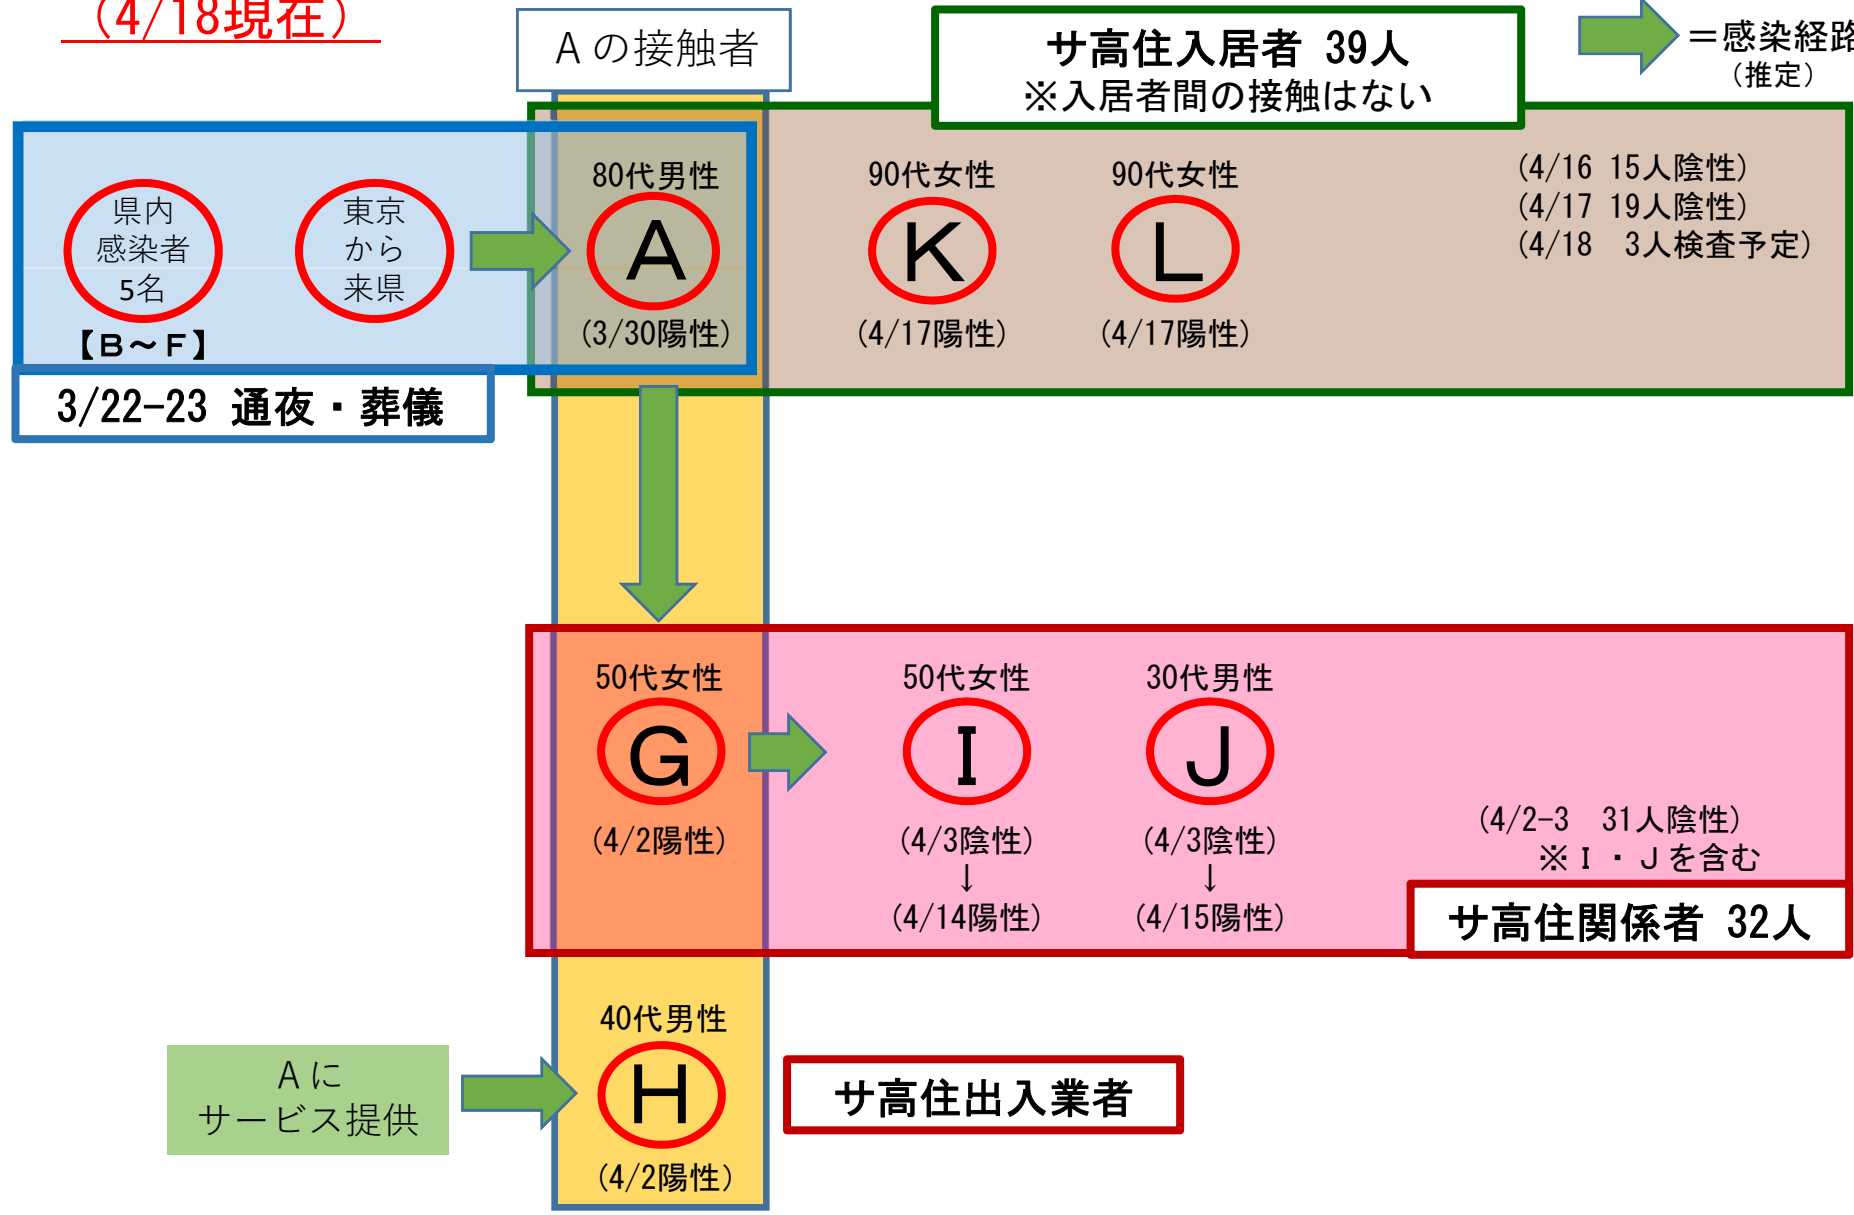 （4/18現在）
Aの接触者
サ高住入居者 39人
※入居者間の接触はない
＝感染経路
（推定）
県内
感染者
5名
【B～F】
東京
から
来県
80代男性
A
(3/30陽性)
90代女性
K
(4/17陽性)
90代女性
L
(4/17陽性)
(4/16 15人陰性)
(4/17 19人陰性)
(4/18 3人検査予定)
3/22-23 通夜・葬儀
50代女性
G
(4/2陽性)
50代女性
I
(4/3陰性)
↓
(4/14陽性)
30代男性
J
(4/3陰性)
↓
(4/15陽性)
(4/2-3 31人陰性)
※I・Jを含む
サ高住関係者 32人
Aに
サービス提供
40代男性
H
(4/2陽性)
サ高住出入業者